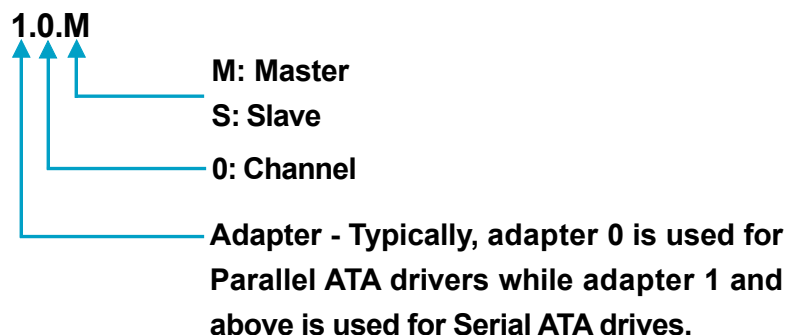 1.0.M
M: Master
S: Slave
0: Channel
Adapter - Typically, adapter 0 is used for
Parallel ATA drivers while adapter 1 and
above is used for Serial ATA drives.